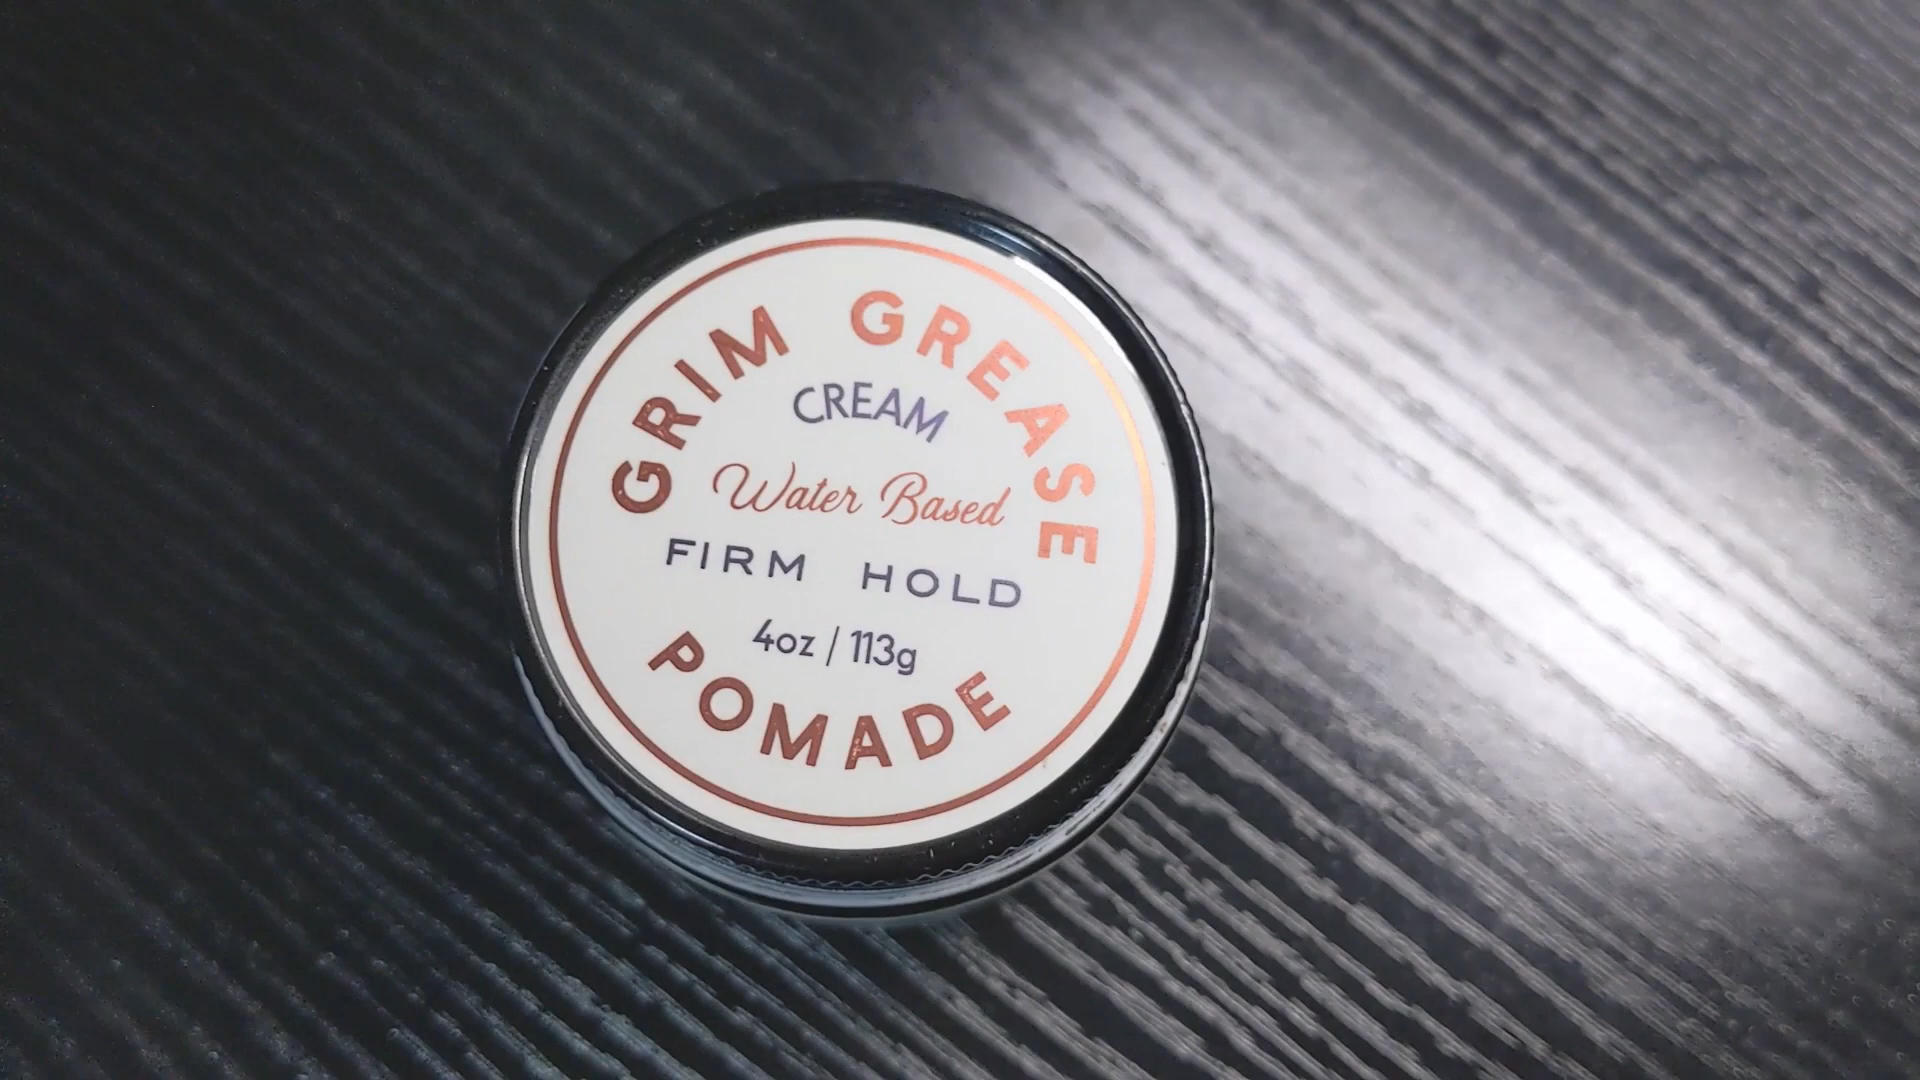 GRIM GREASE
CREAM
Water Based
FIRM HOLD
4oz / 113g
POMADE